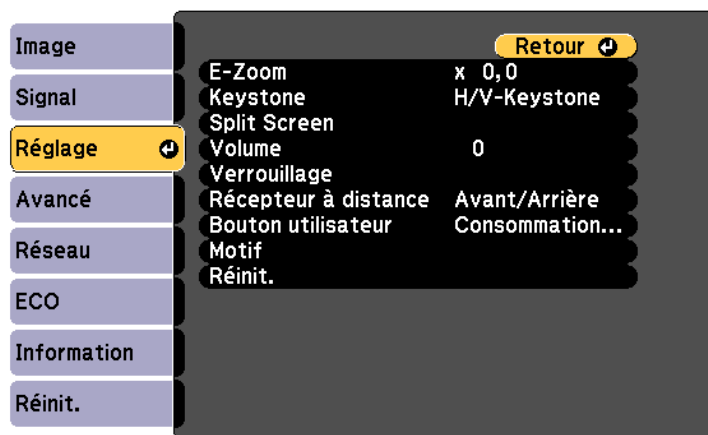 Image
Signal
Réglage
Avancé
Réseau
ECO
Information
Réinit.
Retour
E-Zoom x 0,0
Keystone H/V-Keystone
Split Screen
Volume 0
Verrouillage
Récepteur à distance Avant/Arrière
Bouton utilisateur Consommation...
Motif
Réinit.